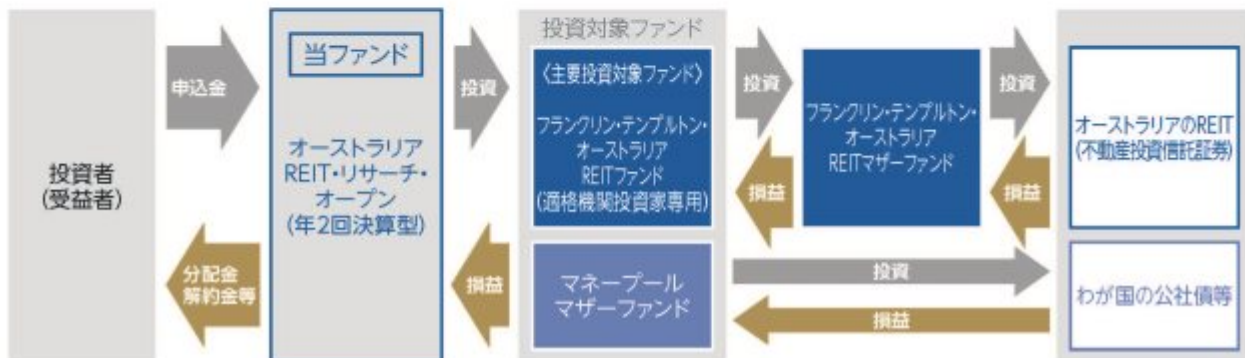 投資者
(受益者)
申込金
分配金
解約金等
当ファンド
オーストラリア
REIT・リサーチ・
オープン
(年2回決算型)
投資
損益
投資対象ファンド
〈主要投資対象ファンド〉
フランクリン・テンプルトン・
オーストラリア
REITファンド
(適格機関投資家専用)
マネープール
マザーファンド
投資
損益
フランクリン・テンプルトン・
オーストラリア
REITマザーファンド
投資
損益
投資
損益
オーストラリアのREIT
(不動産投資信託証券)
わが国の公社債等